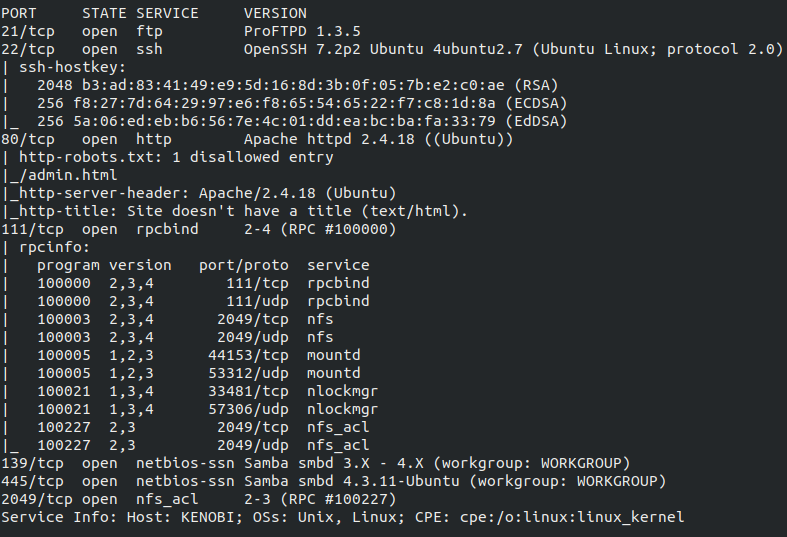 PORT     STATE SERVICE     VERSION
21/tcp   open  ftp         ProFTPD 1.3.5
22/tcp   open  ssh         OpenSSH 7.2p2 Ubuntu 4ubuntu2.7 (Ubuntu Linux; protocol 2.0)
| ssh-hostkey:
|   2048 b3:ad:83:41:49:e9:5d:16:8d:3b:0f:05:7b:e2:c0:ae (RSA)
|   256 f8:27:7d:64:29:97:e6:f8:65:54:65:22:f7:c8:1d:8a (ECDSA)
|_  256 5a:06:ed:eb:b6:56:7e:4c:01:dd:ea:bc:ba:fa:33:79 (EdDSA)
80/tcp   open  http        Apache httpd 2.4.18 ((Ubuntu))
| http-robots.txt: 1 disallowed entry
|_/admin.html
|_http-server-header: Apache/2.4.18 (Ubuntu)
|_http-title: Site doesn't have a title (text/html).
111/tcp  open  rpcbind     2-4 (RPC #100000)
| rpcinfo:
|   program version   port/proto  service
|   100000  2,3,4        111/tcp  rpcbind
|   100000  2,3,4        111/udp  rpcbind
|   100003  2,3,4       2049/tcp  nfs
|   100003  2,3,4       2049/udp  nfs
|   100005  1,2,3      44153/tcp  mountd
|   100005  1,2,3      53312/udp  mountd
|   100021  1,3,4      33481/tcp  nlockmgr
|   100021  1,3,4      57306/udp  nlockmgr
|   100227  2,3         2049/tcp  nfs_acl
|_  100227  2,3         2049/udp  nfs_acl
139/tcp  open  netbios-ssn Samba smbd 3.X - 4.X (workgroup: WORKGROUP)
445/tcp  open  netbios-ssn Samba smbd 4.3.11-Ubuntu (workgroup: WORKGROUP)
2049/tcp open  nfs_acl     2-3 (RPC #100227)
Service Info: Host: KENOBI; OSs: Unix, Linux; CPE: cpe:/o:linux:linux_kernel